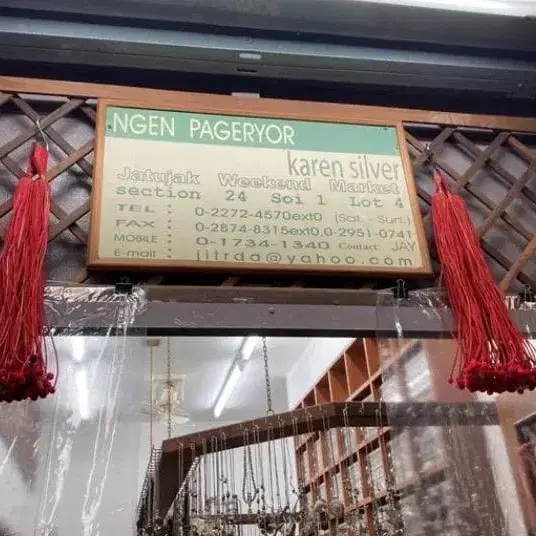 NGEN PAGERYOR
karen silver
Jatujak Weekend Market
section 24 Soi 1 Lot 4
TEL : 0-2272-4570ext0 (Sat.-Sun.)
FAX : 0-2874-8315ext0,0-2951-0741
MOBILE : 0-1734-1340 Contact: JAY
E-mail : jitrda@yahoo.com